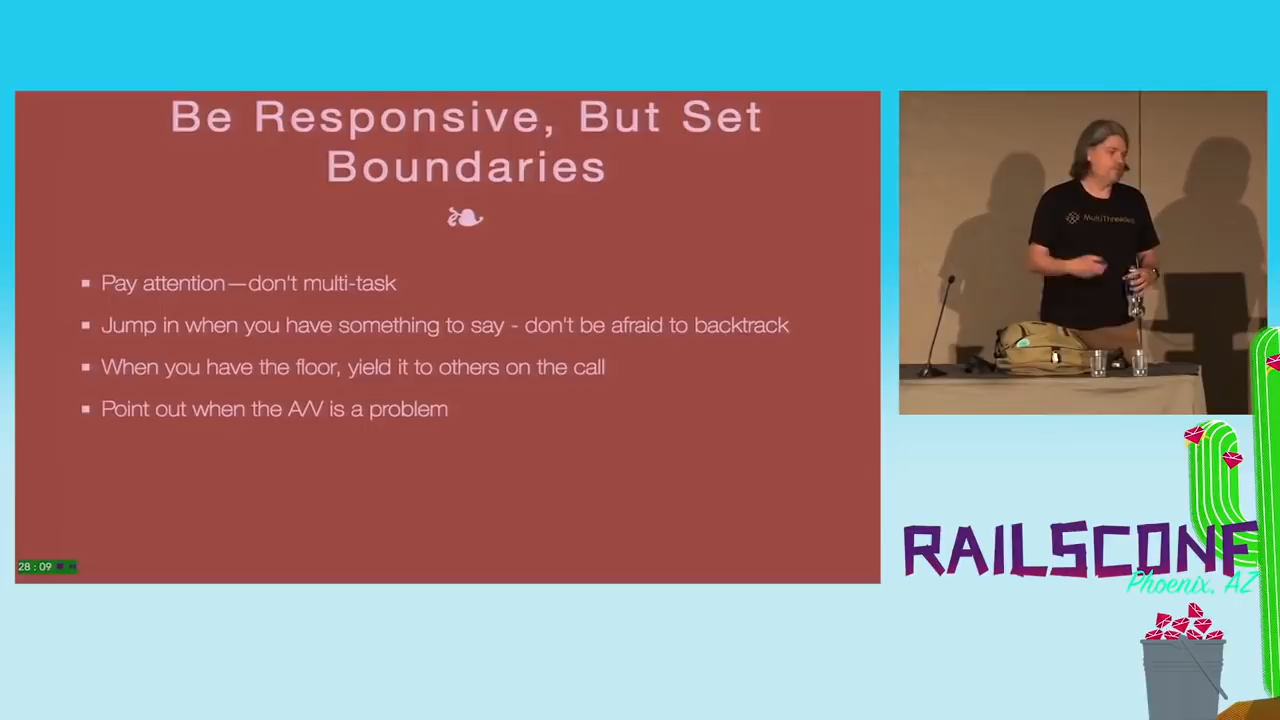 Be Responsive, But Set
Boundaries
Pay attention—don't multi-task
Jump in when you have something to say - don't be afraid to backtrack
When you have the floor, yield it to others on the call
Point out when the A/V is a problem
28 : 09
MultiThreaded
RAILSCONF
Phoenix, AZ